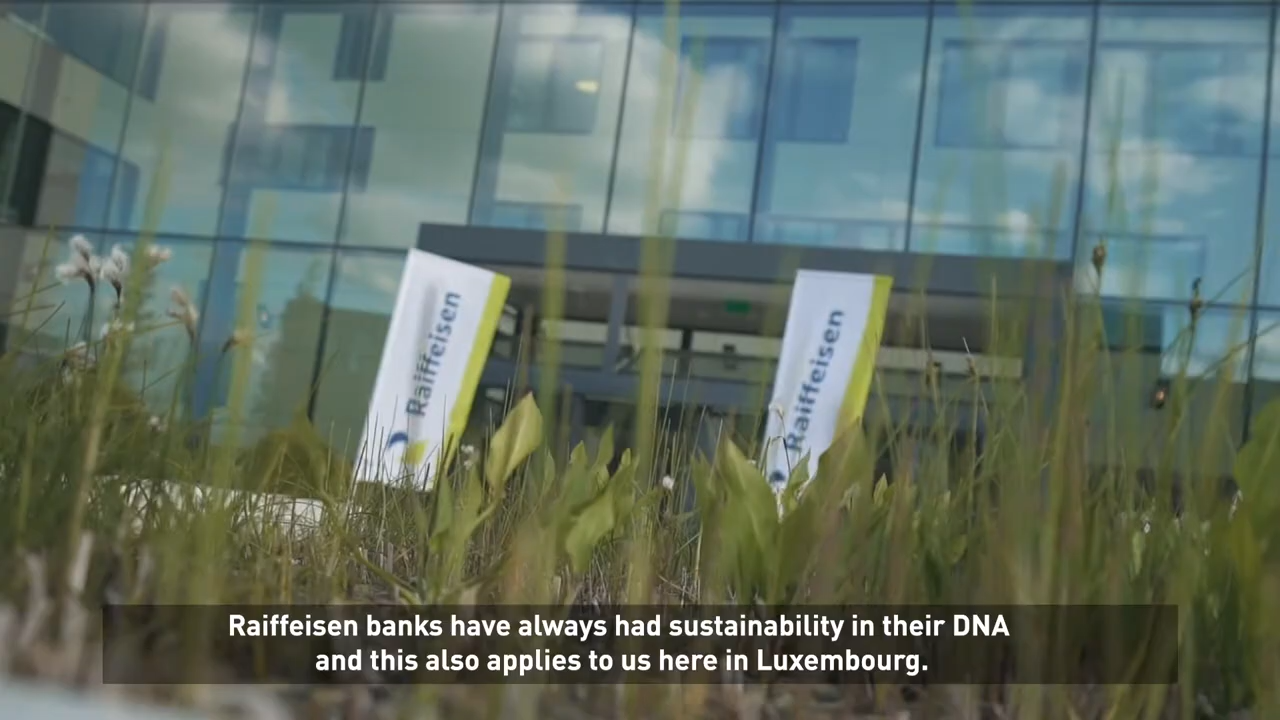 Raiffeisen
Raiffeisen
Raiffeisen banks have always had sustainability in their DNA
and this also applies to us here in Luxembourg.